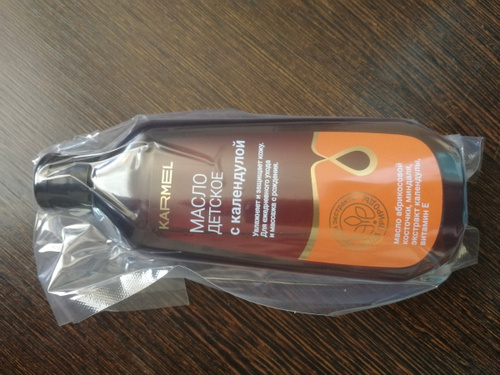 KARMEL
МАСЛО
ДЕТСКОЕ
с календулой
Увлажняет и защищает кожу.
Для ежедневного ухода
и массажа с рождения.
масло абрикосовой
косточки, миндаля,
экстракт календулы,
витамин Е